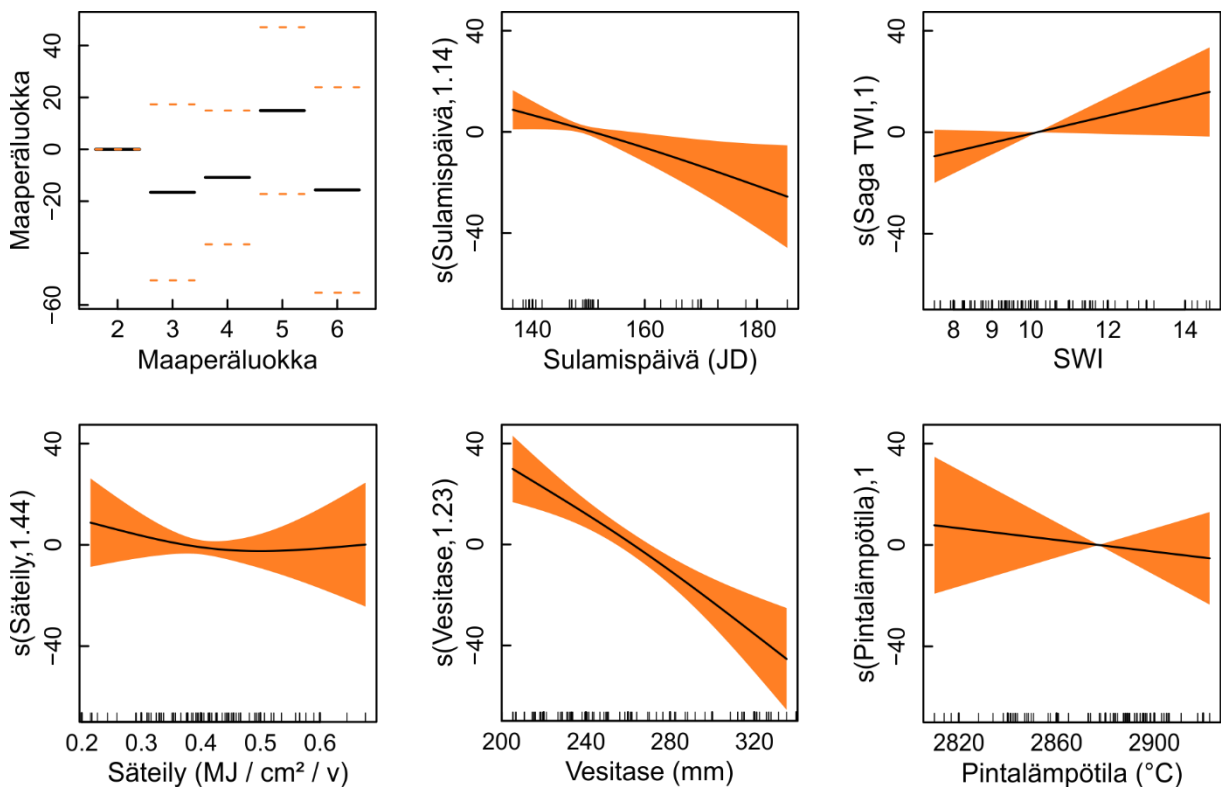 Maaperäluokka
40
20
0
−20
−60
2 3 4 5 6
Maaperäluokka
s(Sulamispäivä,1.14)
40
0
−40
140 160 180
Sulamispäivä (JD)
s(Saga TWI,1)
40
0
−40
8 9 10 12 14
SWI
s(Säteily,1.44)
40
0
−40
0.2 0.3 0.4 0.5 0.6
Säteily (MJ / cm² / v)
s(Vesitase,1.23)
40
0
−40
200 240 280 320
Vesitase (mm)
s(Pintalämpötila),1
40
0
−40
2820 2860 2900
Pintalämpötila (°C)